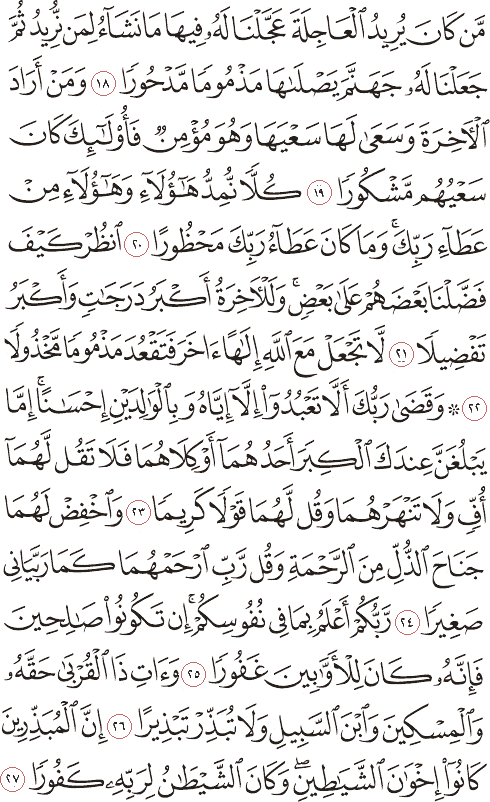 مَّن كَانَ يُرِيدُ ٱلْعَاجِلَةَ عَجَّلْنَا لَهُۥ فِيهَا مَا نَشَآءُ لِمَن نُّرِيدُ ثُمَّ
جَعَلْنَا لَهُۥ جَهَنَّمَ يَصْلَىٰهَا مَذْمُومًا مَّدْحُورًا ١٨ وَمَنْ أَرَادَ
ٱلْـَٔاخِرَةَ وَسَعَىٰ لَهَا سَعْيَهَا وَهُوَ مُؤْمِنٌ فَأُو۟لَـٰٓئِكَ كَانَ
سَعْيُهُم مَّشْكُورًا ١٩ كُلًّا نُّمِدُّ هَـٰٓؤُلَآءِ وَهَـٰٓؤُلَآءِ مِنْ
عَطَآءِ رَبِّكَ ۚ وَمَا كَانَ عَطَآءُ رَبِّكَ مَحْظُورًا ٢٠ ٱنظُرْ كَيْفَ
فَضَّلْنَا بَعْضَهُمْ عَلَىٰ بَعْضٍ ۚ وَلَلْـَٔاخِرَةُ أَكْبَرُ دَرَجَـٰتٍ وَأَكْبَرُ
تَفْضِيلًا ٢١ لَّا تَجْعَلْ مَعَ ٱللَّهِ إِلَـٰهًا ءَاخَرَ فَتَقْعُدَ مَذْمُومًا مَّخْذُولًا
٢٢ ۞ وَقَضَىٰ رَبُّكَ أَلَّا تَعْبُدُوٓا۟ إِلَّآ إِيَّاهُ وَبِٱلْوَٰلِدَيْنِ إِحْسَـٰنًا ۚ إِمَّا
يَبْلُغَنَّ عِندَكَ ٱلْكِبَرَ أَحَدُهُمَآ أَوْ كِلَاهُمَا فَلَا تَقُل لَّهُمَآ
أُفٍّ وَلَا تَنْهَرْهُمَا وَقُل لَّهُمَا قَوْلًا كَرِيمًا ٢٣ وَٱخْفِضْ لَهُمَا
جَنَاحَ ٱلذُّلِّ مِنَ ٱلرَّحْمَةِ وَقُل رَّبِّ ٱرْحَمْهُمَا كَمَا رَبَّيَانِى
صَغِيرًا ٢٤ رَّبُّكُمْ أَعْلَمُ بِمَا فِى نُفُوسِكُمْ ۚ إِن تَكُونُوا۟ صَـٰلِحِينَ
فَإِنَّهُۥ كَانَ لِلْأَوَّٰبِينَ غَفُورًا ٢٥ وَءَاتِ ذَا ٱلْقُرْبَىٰ حَقَّهُۥ
وَٱلْمِسْكِينَ وَٱبْنَ ٱلسَّبِيلِ وَلَا تُبَذِّرْ تَبْذِيرًا ٢٦ إِنَّ ٱلْمُبَذِّرِينَ
كَانُوٓا۟ إِخْوَٰنَ ٱلشَّيَـٰطِينِ ۖ وَكَانَ ٱلشَّيْطَـٰنُ لِرَبِّهِۦ كَفُورًا ٢٧